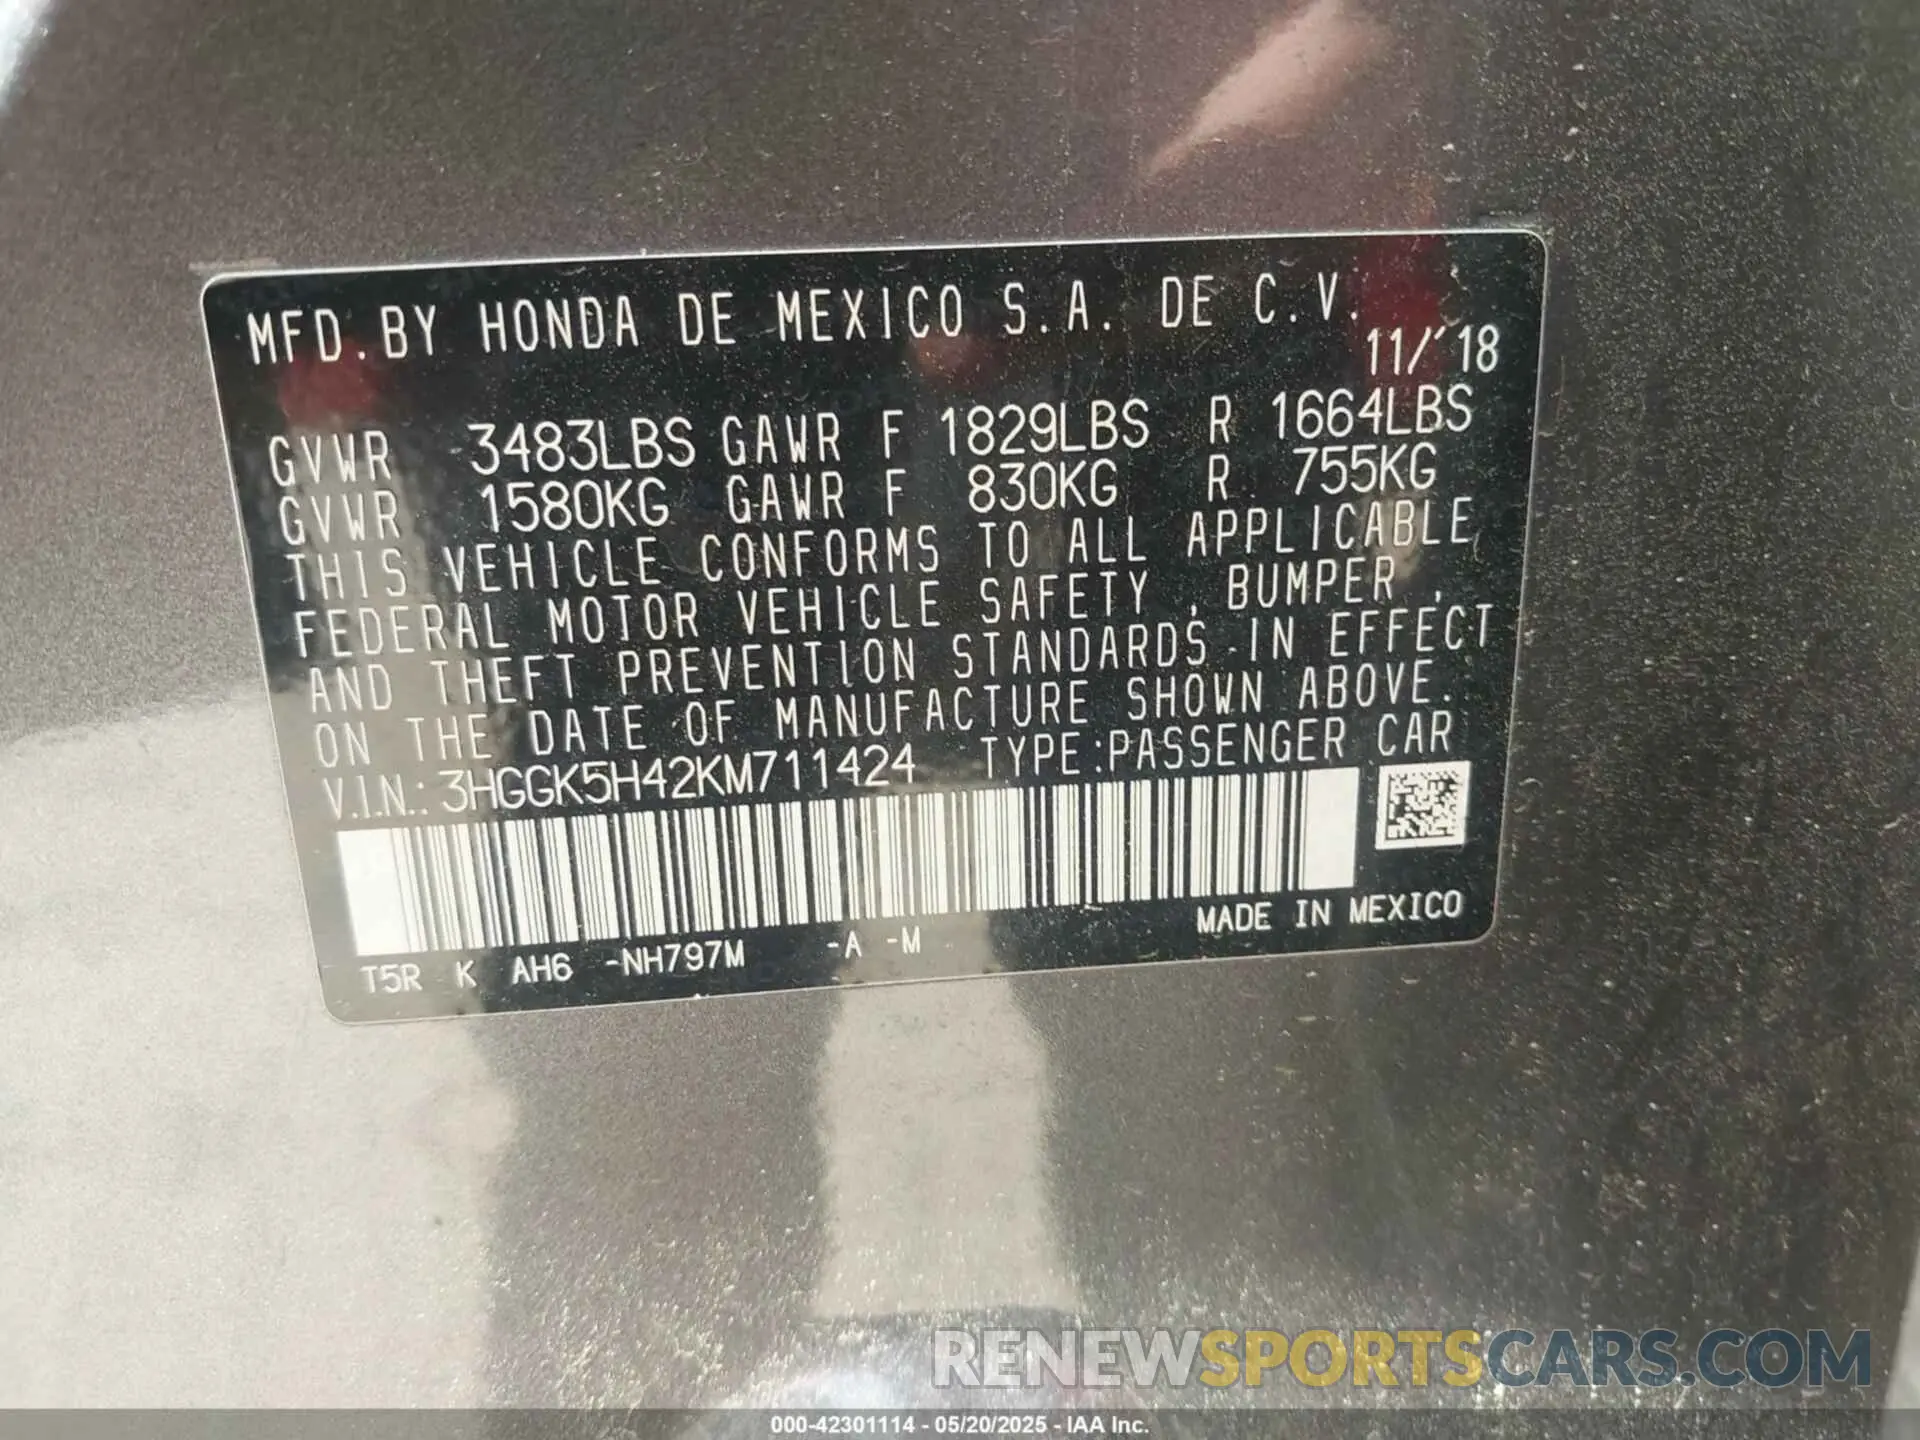 MFD.BY HONDA DE MEXICO S.A. DE C.V.
11/'18
GVWR 3483LBS GAWR F 1829LBS R 1664LBS
GVWR 1580KG GAWR F 830KG R 755KG
THIS VEHICLE CONFORMS TO ALL APPLICABLE
FEDERAL MOTOR VEHICLE SAFETY , BUMPER ,
AND THEFT PREVENTION STANDARDS IN EFFECT
ON THE DATE OF MANUFACTURE SHOWN ABOVE.
V.I.N.: 3HGGK5H42KM711424 TYPE:PASSENGER CAR
MADE IN MEXICO
T5R K AH6 -NH797M -A -M
RENEWSPORTSCARS.COM
000-42301114 - 05/20/2025 - IAA Inc.